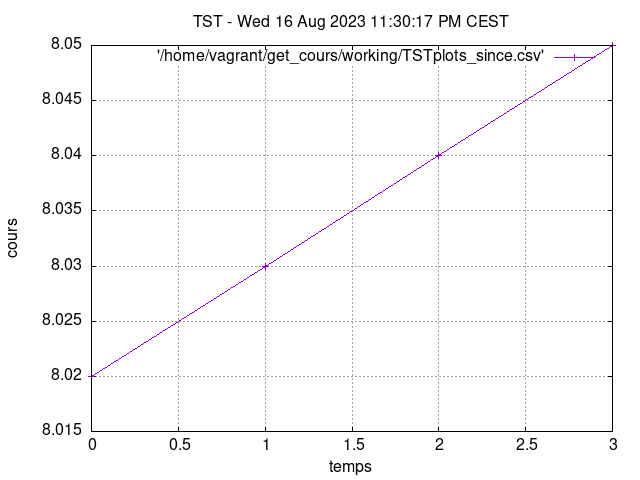 TST - Wed 16 Aug 2023 11:30:17 PM CEST
'/home/vagrant/get_cours/working/TSTplots_since.csv'
8.05
8.045
8.04
8.035
8.03
8.025
8.02
8.015
cours
0 0.5 1 1.5 2 2.5 3
temps